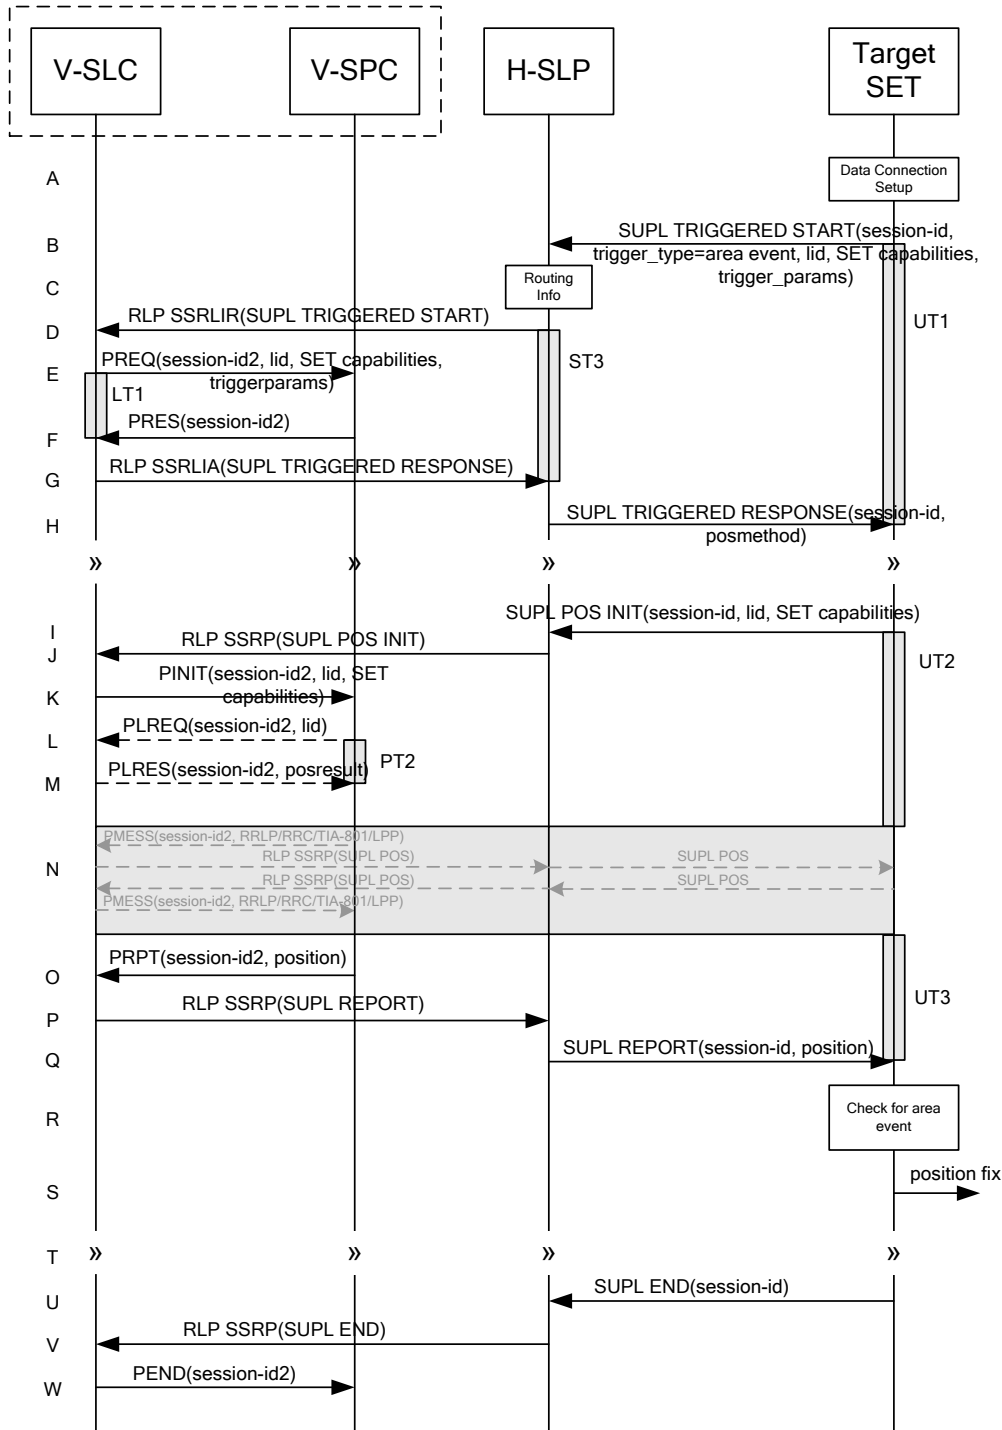 V-SLC
V-SPC
H-SLP
Target
SET
A
Data Connection
Setup
B
SUPL TRIGGERED START(session-id,
trigger_type=area event, lid, SET capabilities,
trigger_params)
C
Routing
Info
UT1
D
RLP SSRLIR(SUPL TRIGGERED START)
E
PREQ(session-id2, lid, SET capabilities,
triggerparams)
ST3
LT1
F
PRES(session-id2)
G
RLP SSRLIA(SUPL TRIGGERED RESPONSE)
H
SUPL TRIGGERED RESPONSE(session-id,
posmethod)
» » » »
I
SUPL POS INIT(session-id, lid, SET capabilities)
J
RLP SSRP(SUPL POS INIT)
UT2
K
PINIT(session-id2, lid, SET
capabilities)
L
PLREQ(session-id2, lid)
PT2
M
PLRES(session-id2, posresult)
N
PMESS(session-id2, RRLP/RRC/TIA-801/LPP)
RLP SSRP(SUPL POS)
SUPL POS
RLP SSRP(SUPL POS)
SUPL POS
PMESS(session-id2, RRLP/RRC/TIA-801/LPP)
O
PRPT(session-id2, position)
UT3
P
RLP SSRP(SUPL REPORT)
Q
SUPL REPORT(session-id, position)
R
Check for area
event
S
position fix
T
» » » »
U
SUPL END(session-id)
V
RLP SSRP(SUPL END)
W
PEND(session-id2)